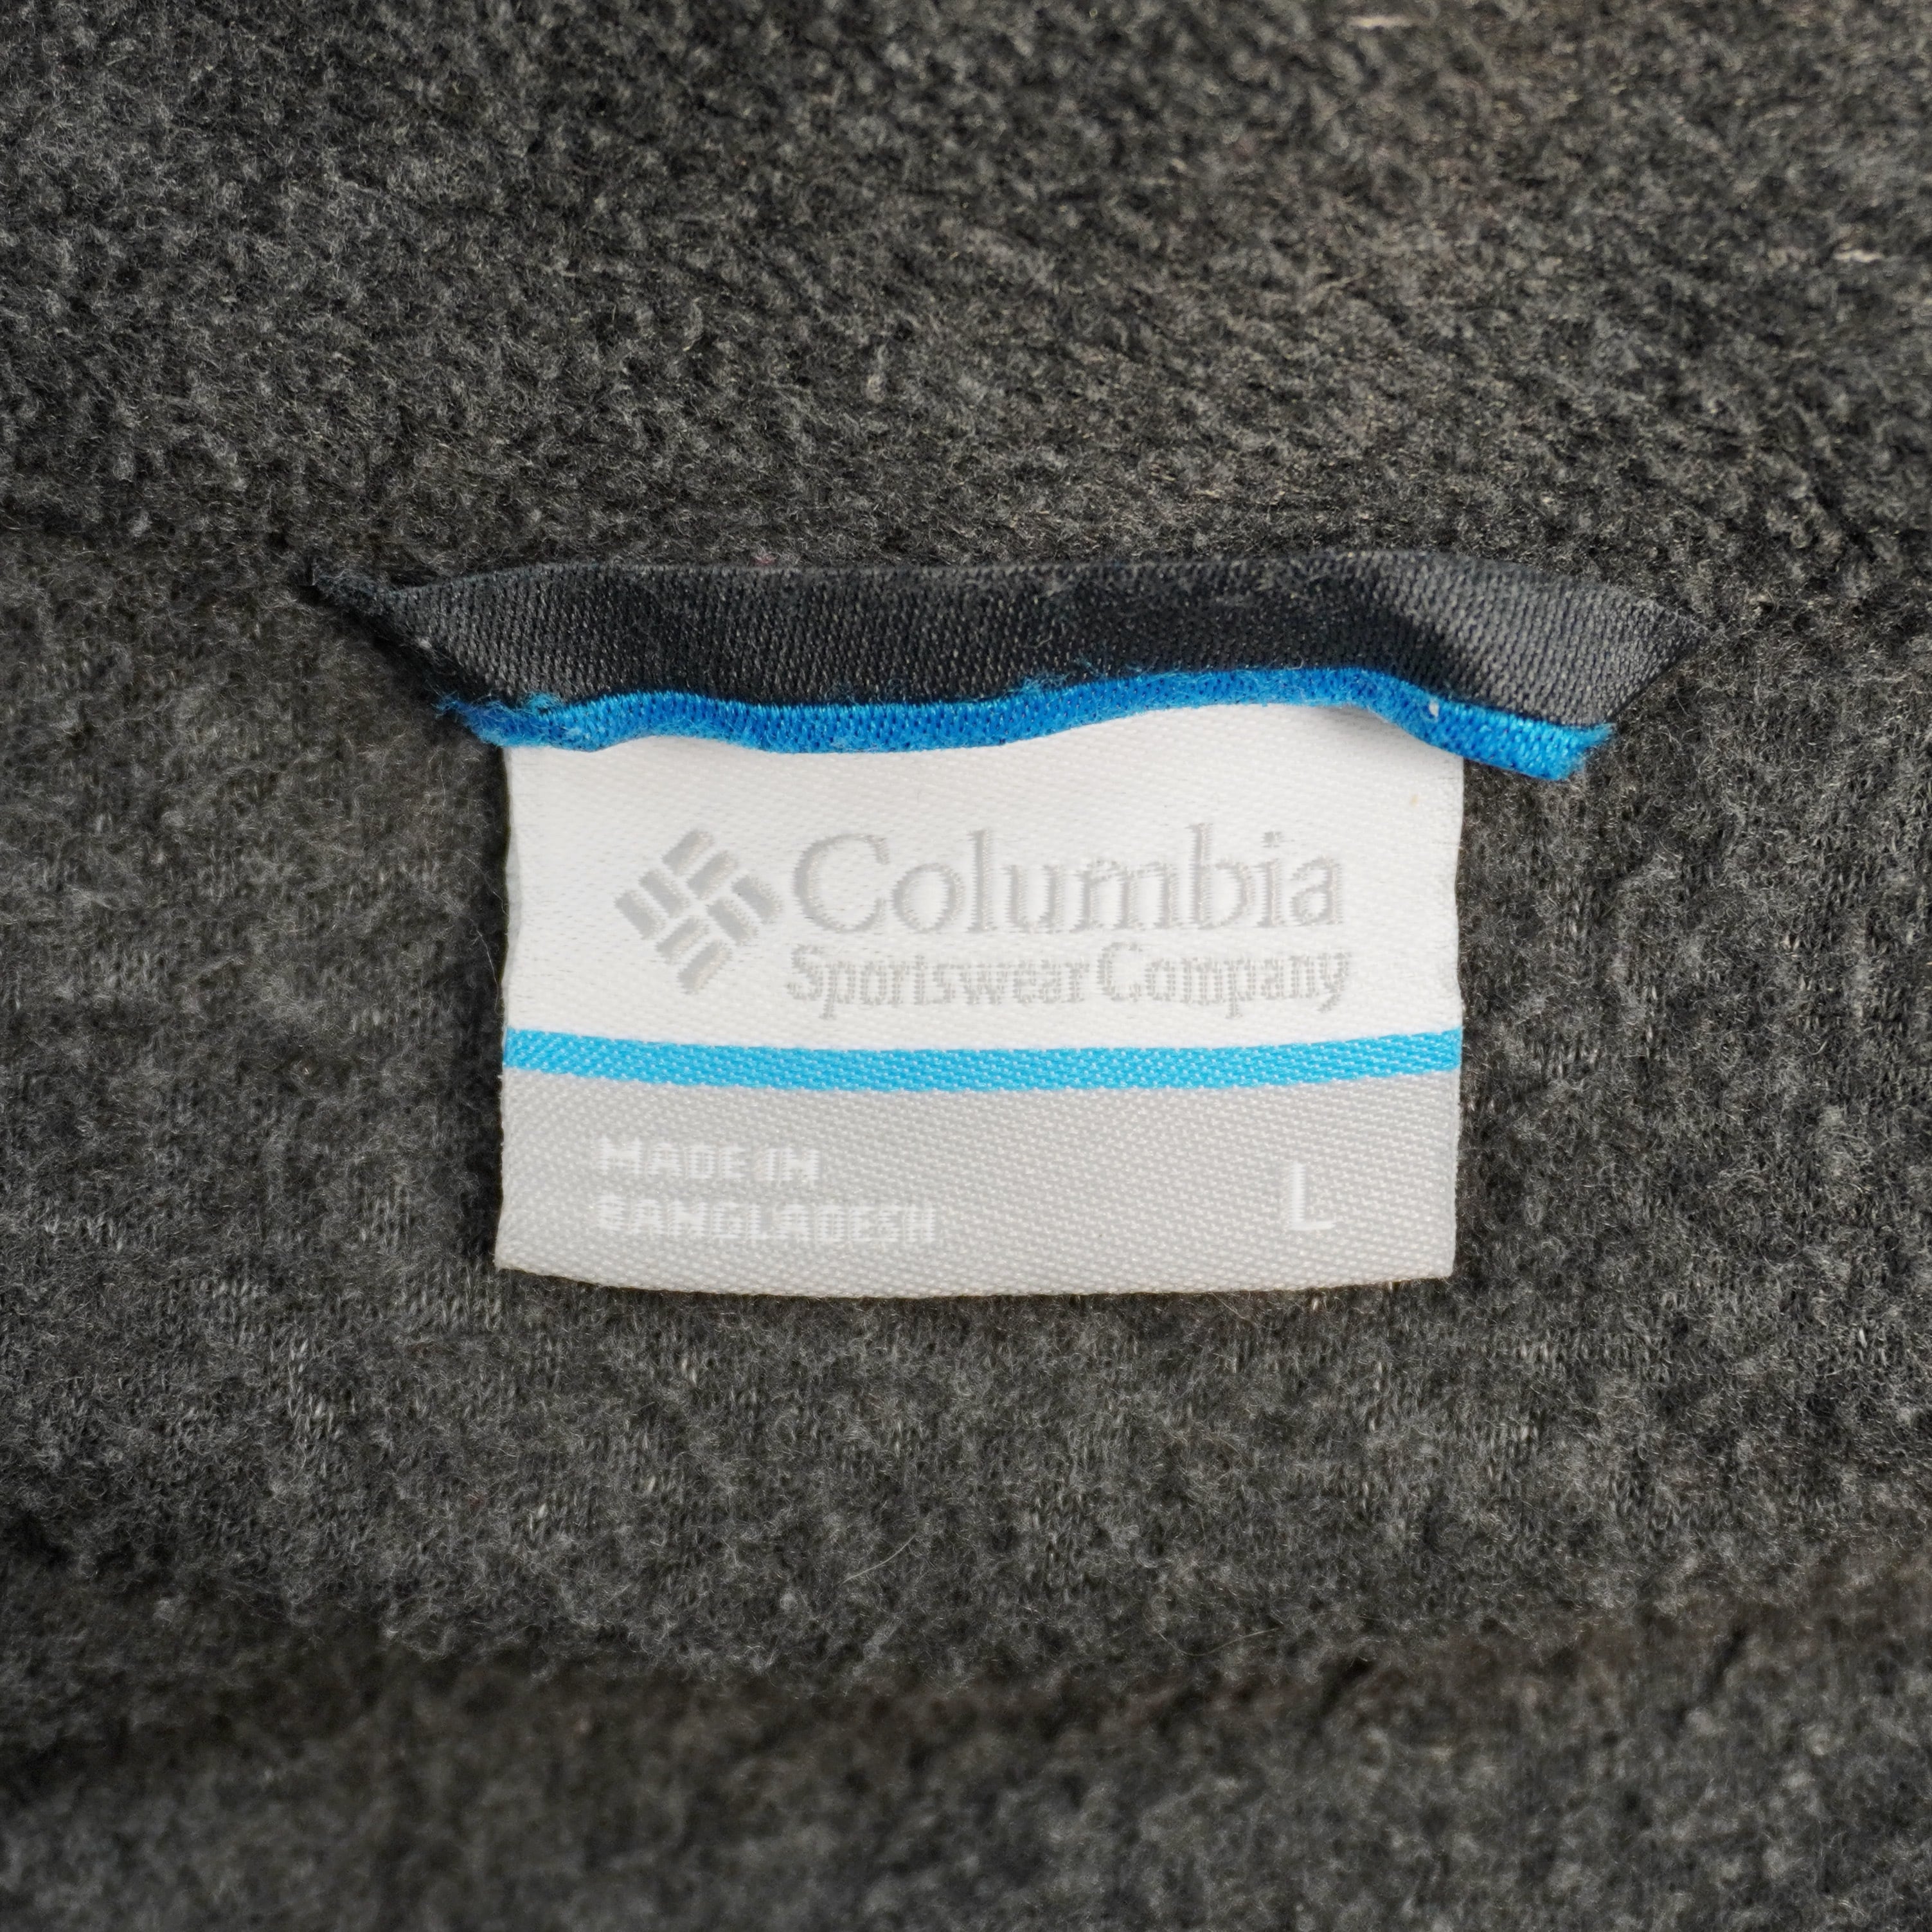 Columbia
Sportswear Company
MADE IN
BANGLADESH
L